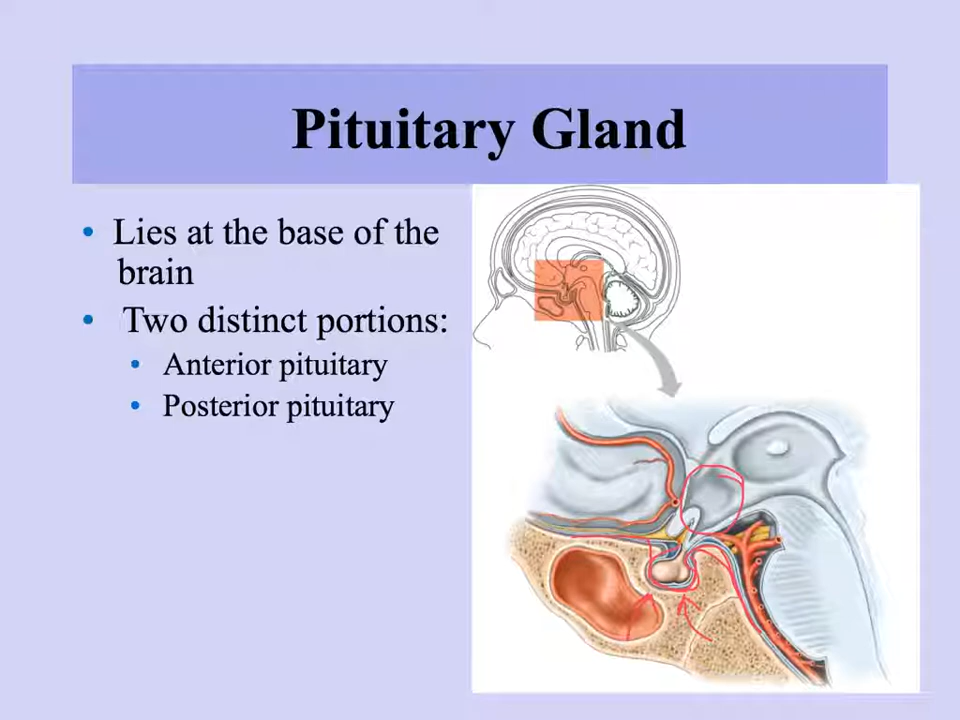 Pituitary Gland
• Lies at the base of the
brain
• Two distinct portions:
• Anterior pituitary
• Posterior pituitary